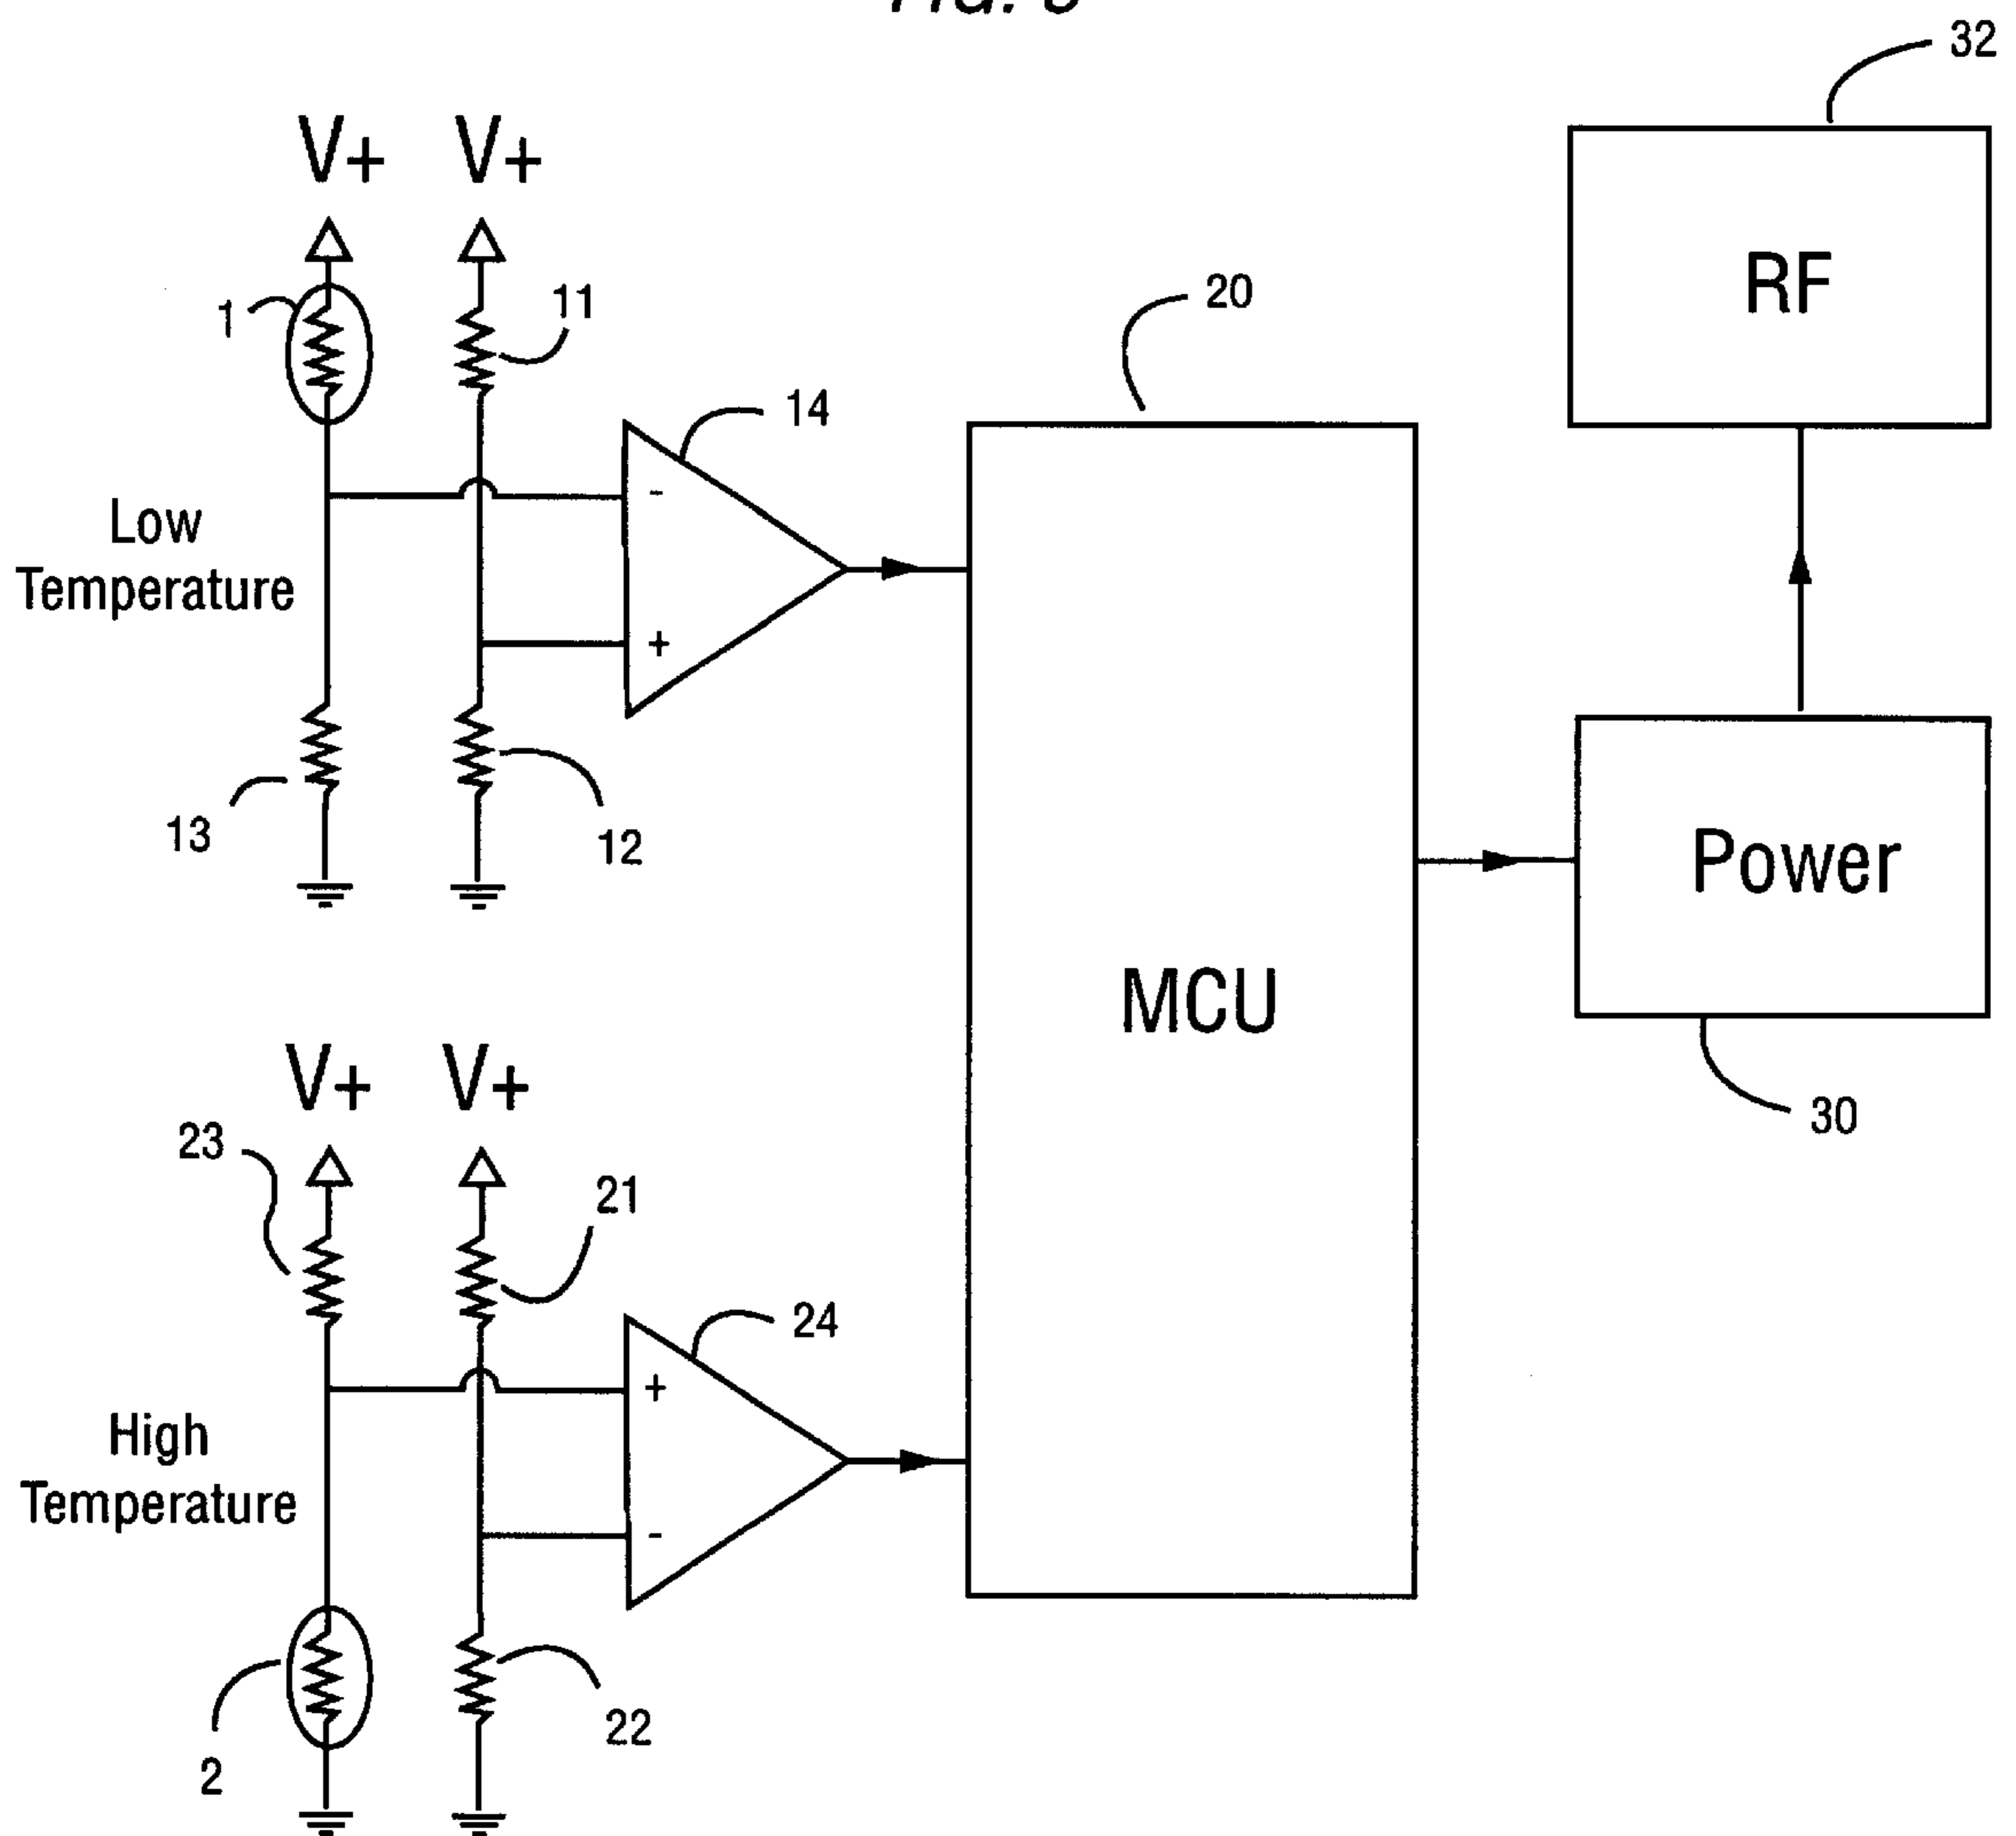 32
V+ V+
RF
1
11
20
14
-
Low
Temperature
+
13
12
Power
MCU
V+ V+
30
23
21
24
+
High
Temperature
-
22
2